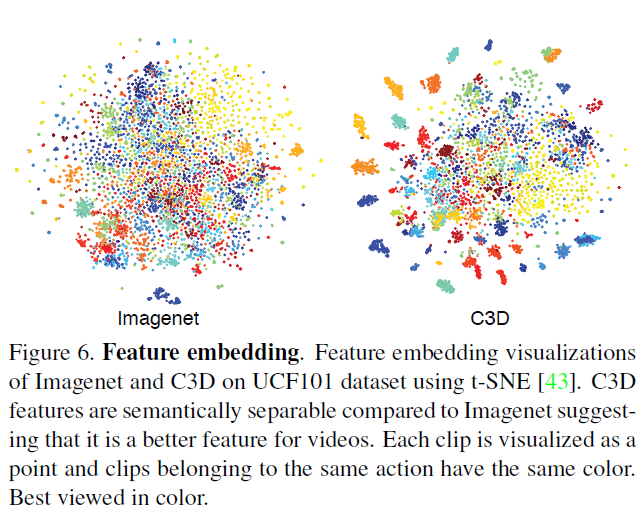 Imagenet
C3D
Figure 6. Feature embedding. Feature embedding visualizations
of Imagenet and C3D on UCF101 dataset using t-SNE [43]. C3D
features are semantically separable compared to Imagenet suggest-
ing that it is a better feature for videos. Each clip is visualized as a
point and clips belonging to the same action have the same color.
Best viewed in color.